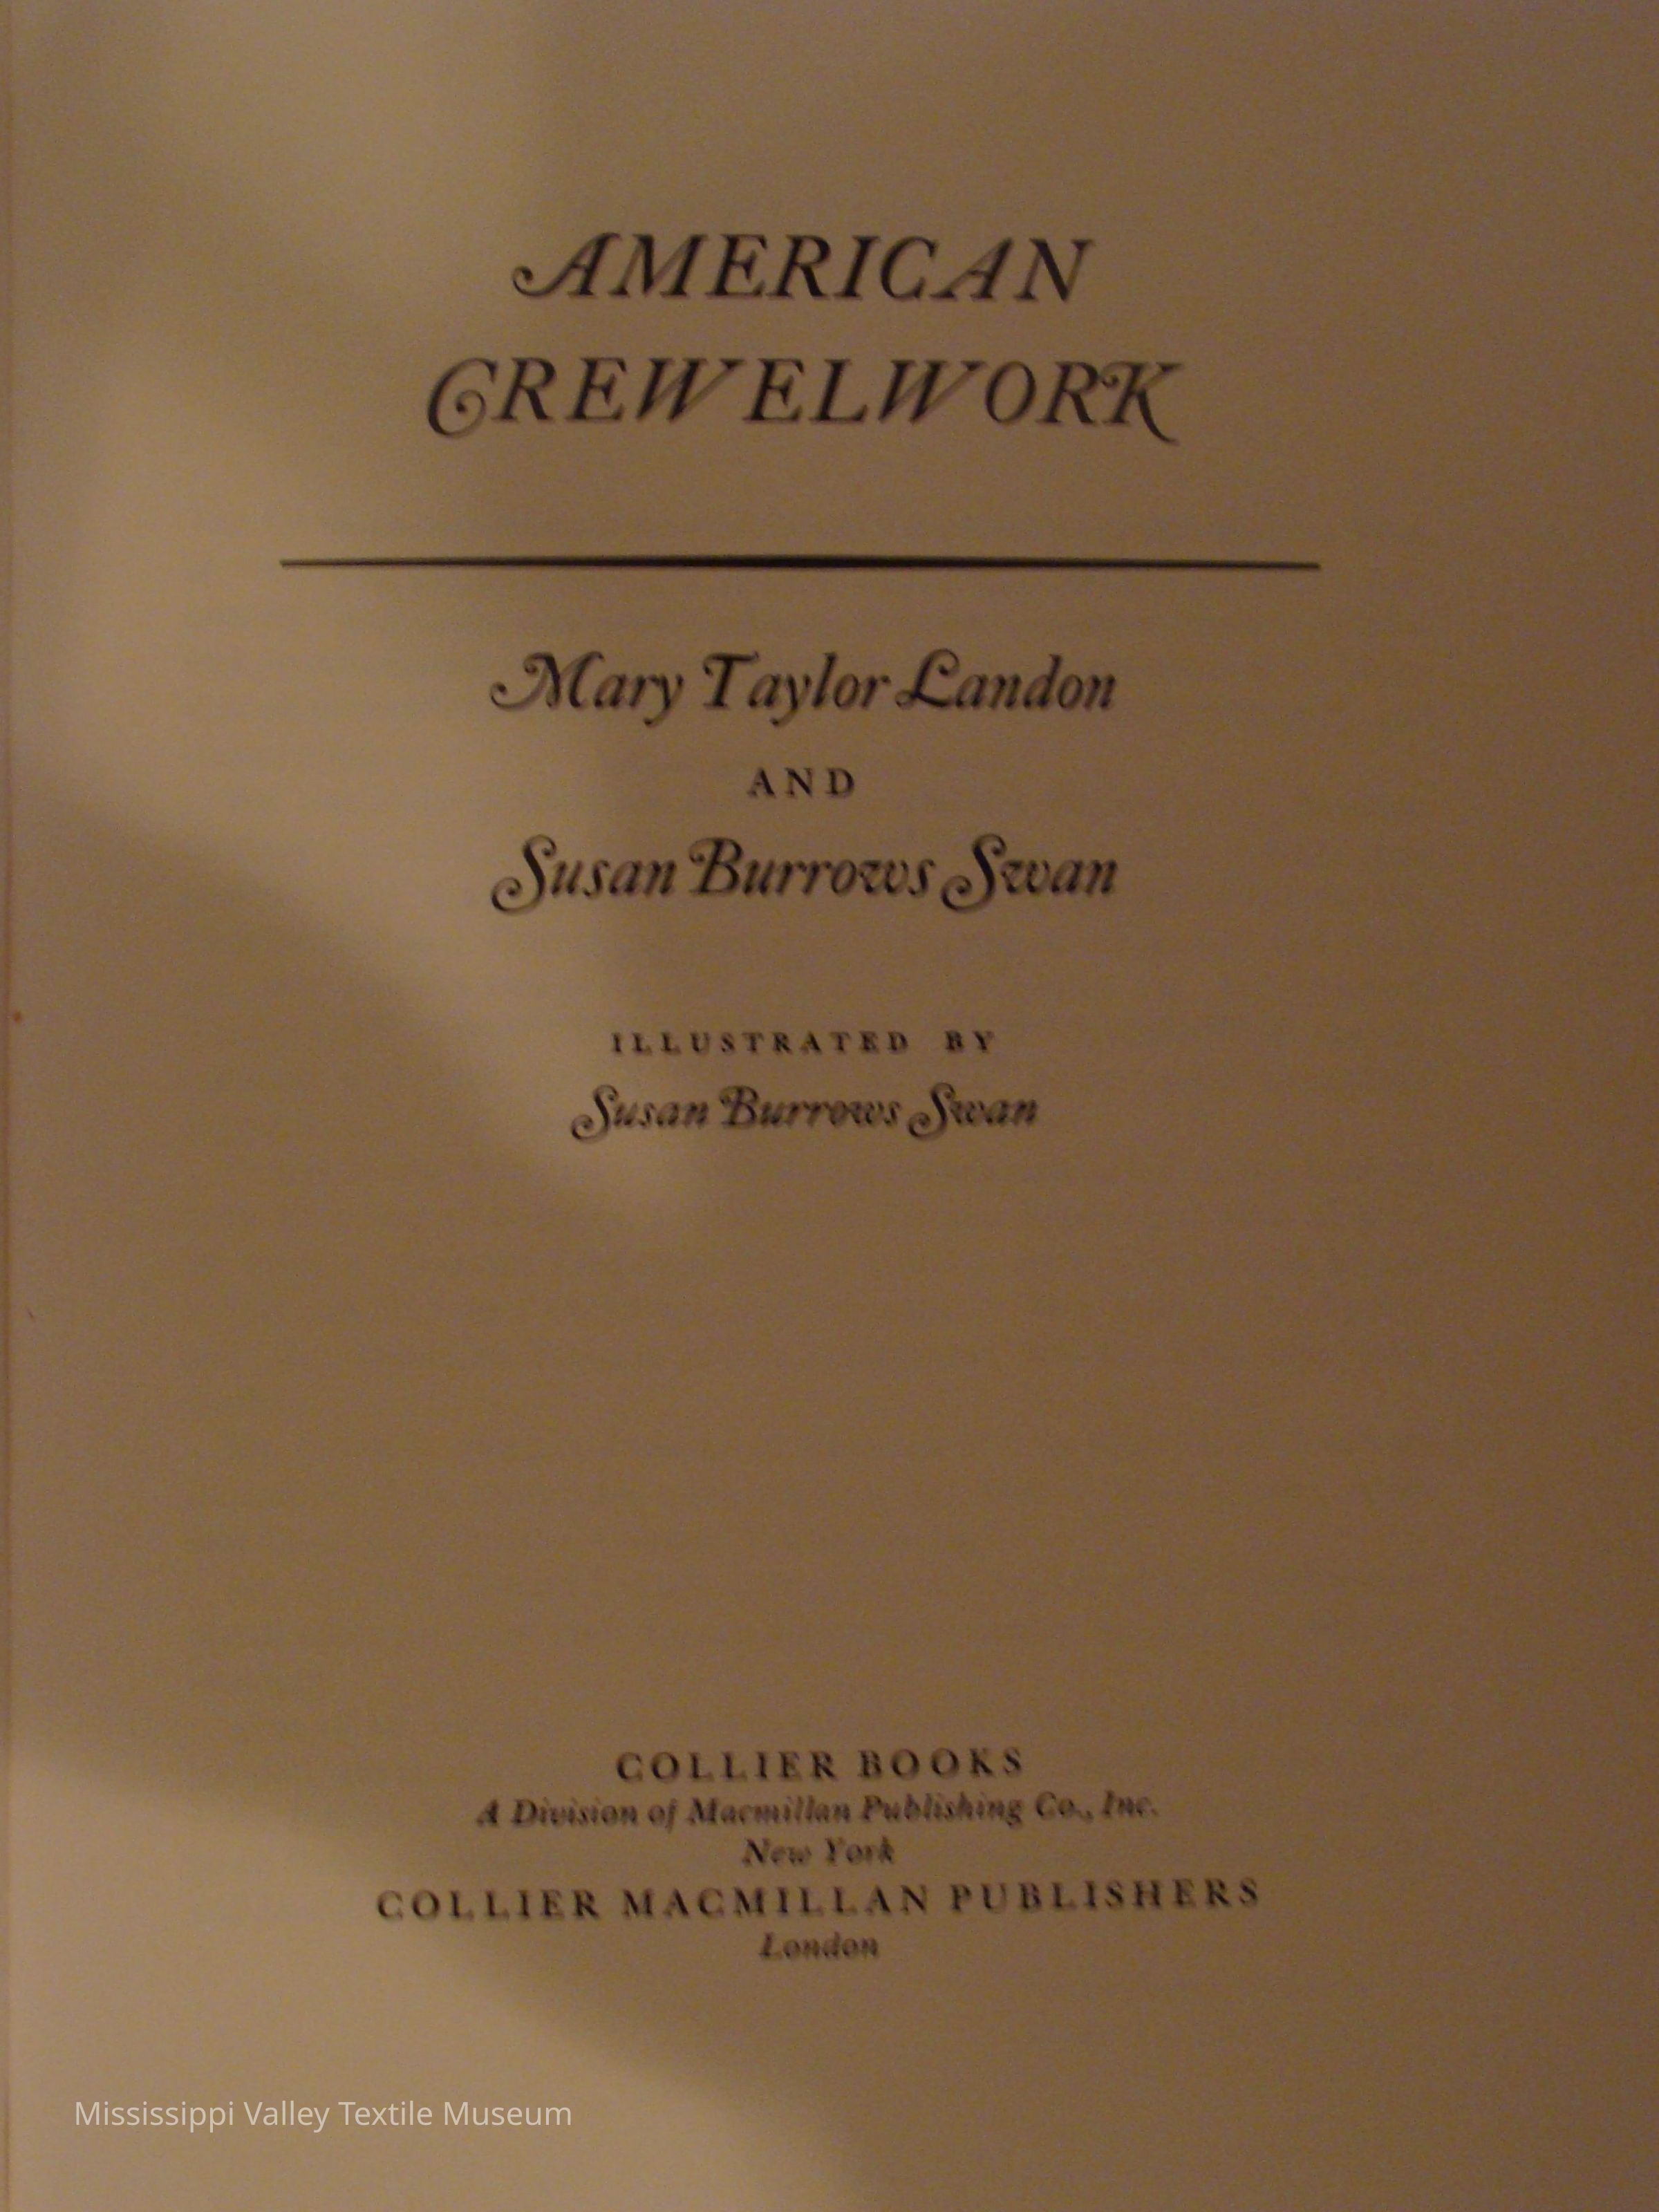 AMERICAN
CREWELWORK
Mary Taylor Landon
AND
Susan Burrows Swan
ILLUSTRATED BY
Susan Burrows Swan
COLLIER BOOKS
A Division of Macmillan Publishing Co., Inc.
New York
COLLIER MACMILLAN PUBLISHERS
London
Mississippi Valley Textile Museum